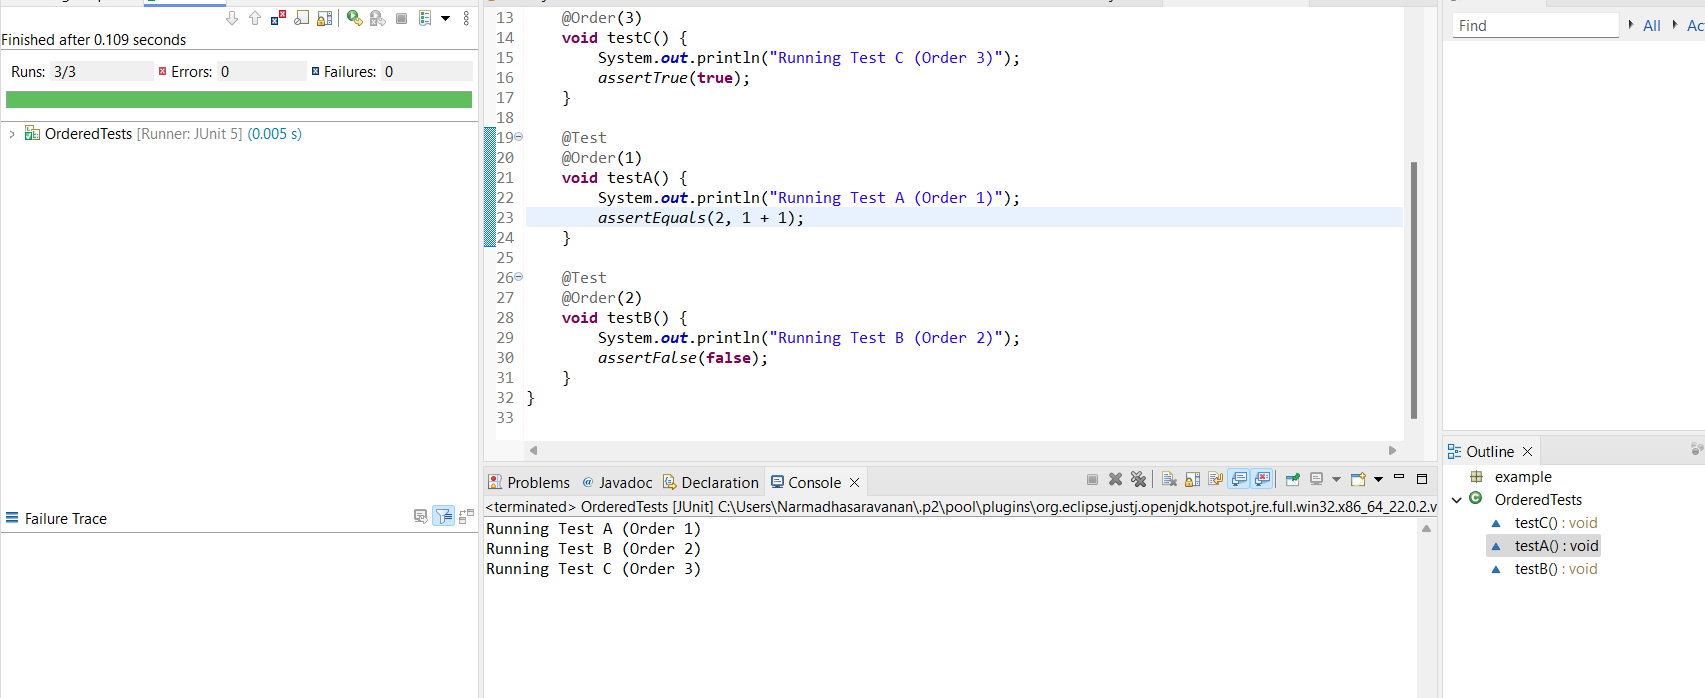 Finished after 0.109 seconds
Runs: 3/3 Errors: 0 Failures: 0
OrderedTests [Runner: JUnit 5] (0.005 s)
Failure Trace
13 @Order(3)
14 void testC() {
15 System.out.println("Running Test C (Order 3)");
16 assertTrue(true);
17 }
18
19 @Test
20 @Order(1)
21 void testA() {
22 System.out.println("Running Test A (Order 1)");
23 assertEquals(2, 1 + 1);
24 }
25
26 @Test
27 @Order(2)
28 void testB() {
29 System.out.println("Running Test B (Order 2)");
30 assertFalse(false);
31 }
32 }
33
Problems @ Javadoc Declaration Console
<terminated> OrderedTests [JUnit] C:\Users\Narmadhasaravanan\.p2\pool\plugins\org.eclipse.justj.openjdk.hotspot.jre.full.win32.x86_64_22.0.2.v
Running Test A (Order 1)
Running Test B (Order 2)
Running Test C (Order 3)
Find All Ac
Outline
example
OrderedTests
testC() : void
testA() : void
testB() : void